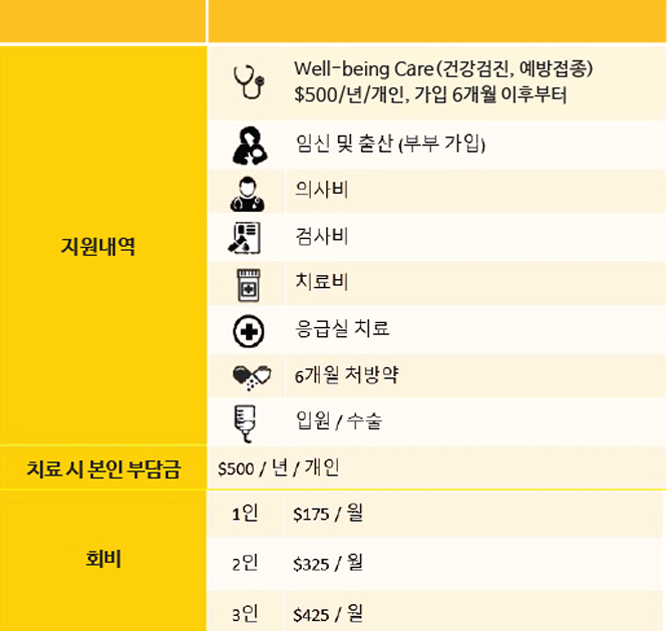 지원내역
Well-being Care(건강검진, 예방접종)
$500/년/개인, 가입 6개월 이후부터
임신 및 출산 (부부 가입)
의사비
검사비
치료비
응급실 치료
6개월 처방약
입원 / 수술
치료 시 본인 부담금
$500 / 년 / 개인
회비
1인 $175 / 월
2인 $325 / 월
3인 $425 / 월